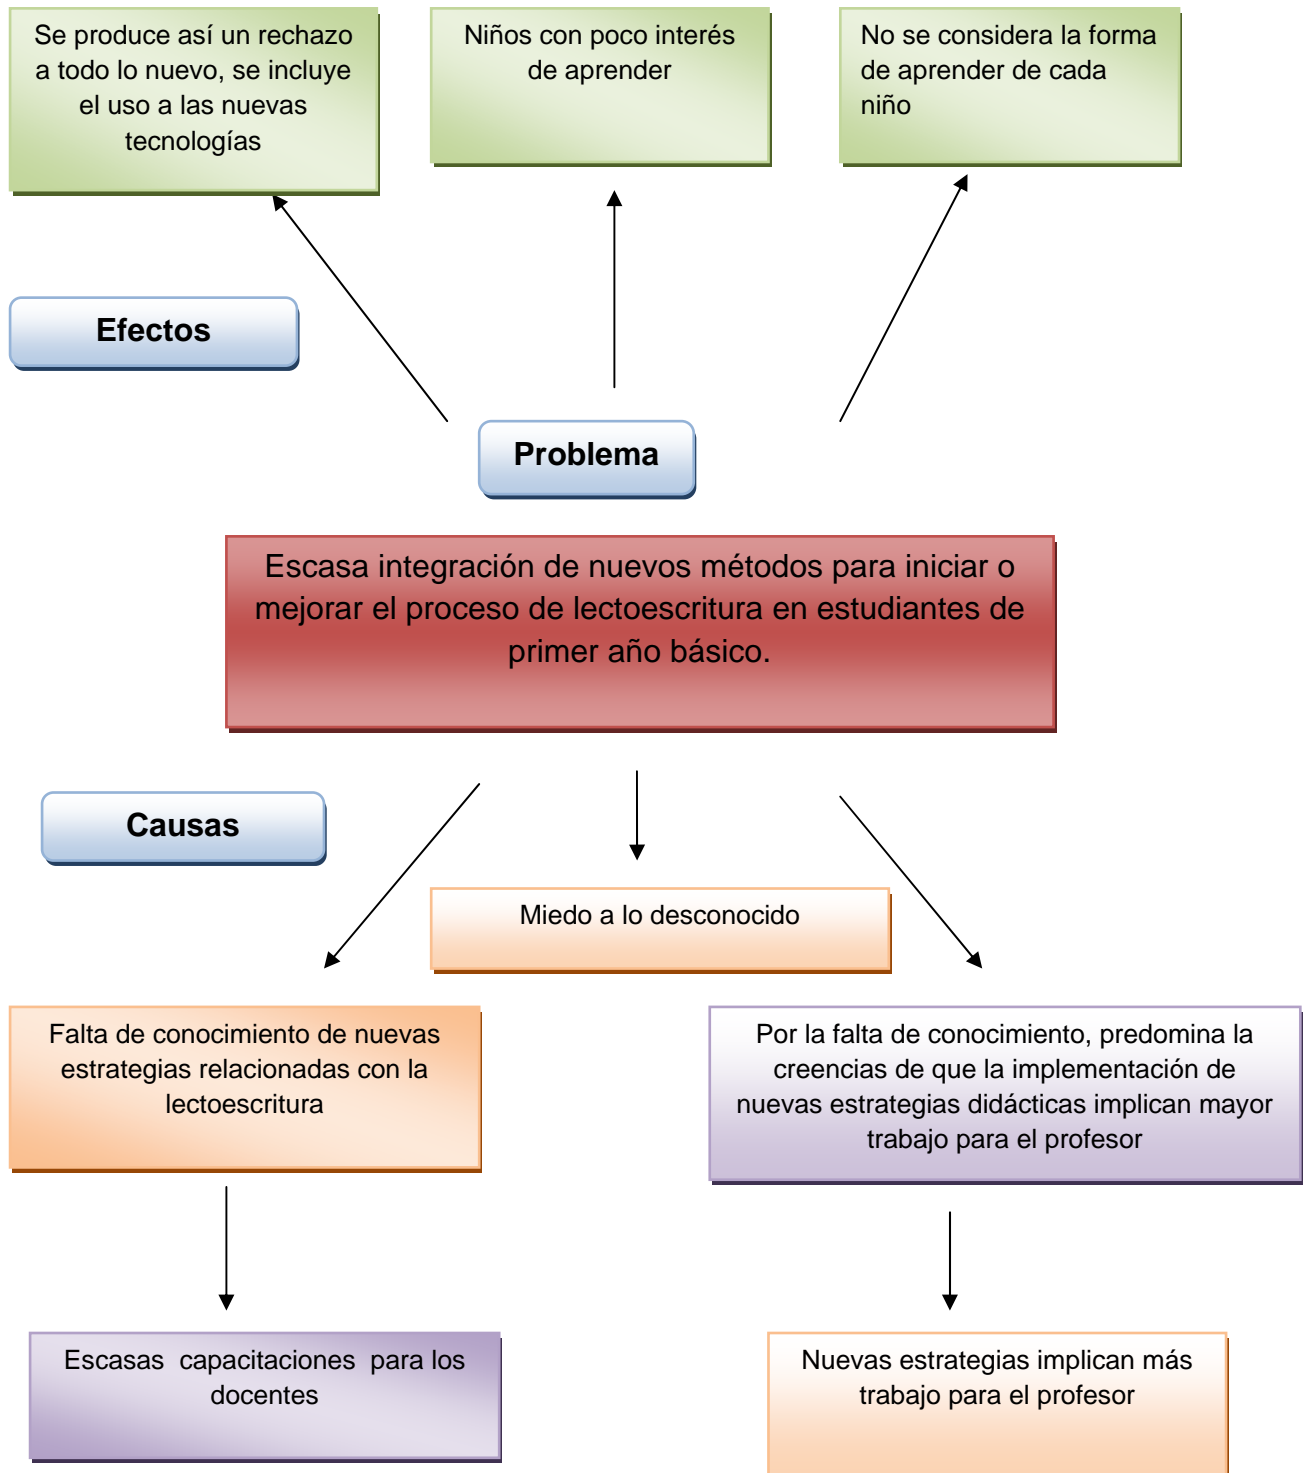 Se produce así un rechazo
a todo lo nuevo, se incluye
el uso a las nuevas
tecnologías
Niños con poco interés
de aprender
No se considera la forma
de aprender de cada
niño
Efectos
Problema
Escasa integración de nuevos métodos para iniciar o
mejorar el proceso de lectoescritura en estudiantes de
primer año básico.
Causas
Miedo a lo desconocido
Falta de conocimiento de nuevas
estrategias relacionadas con la
lectoescritura
Por la falta de conocimiento, predomina la
creencias de que la implementación de
nuevas estrategias didácticas implican mayor
trabajo para el profesor
Escasas capacitaciones para los
docentes
Nuevas estrategias implican más
trabajo para el profesor